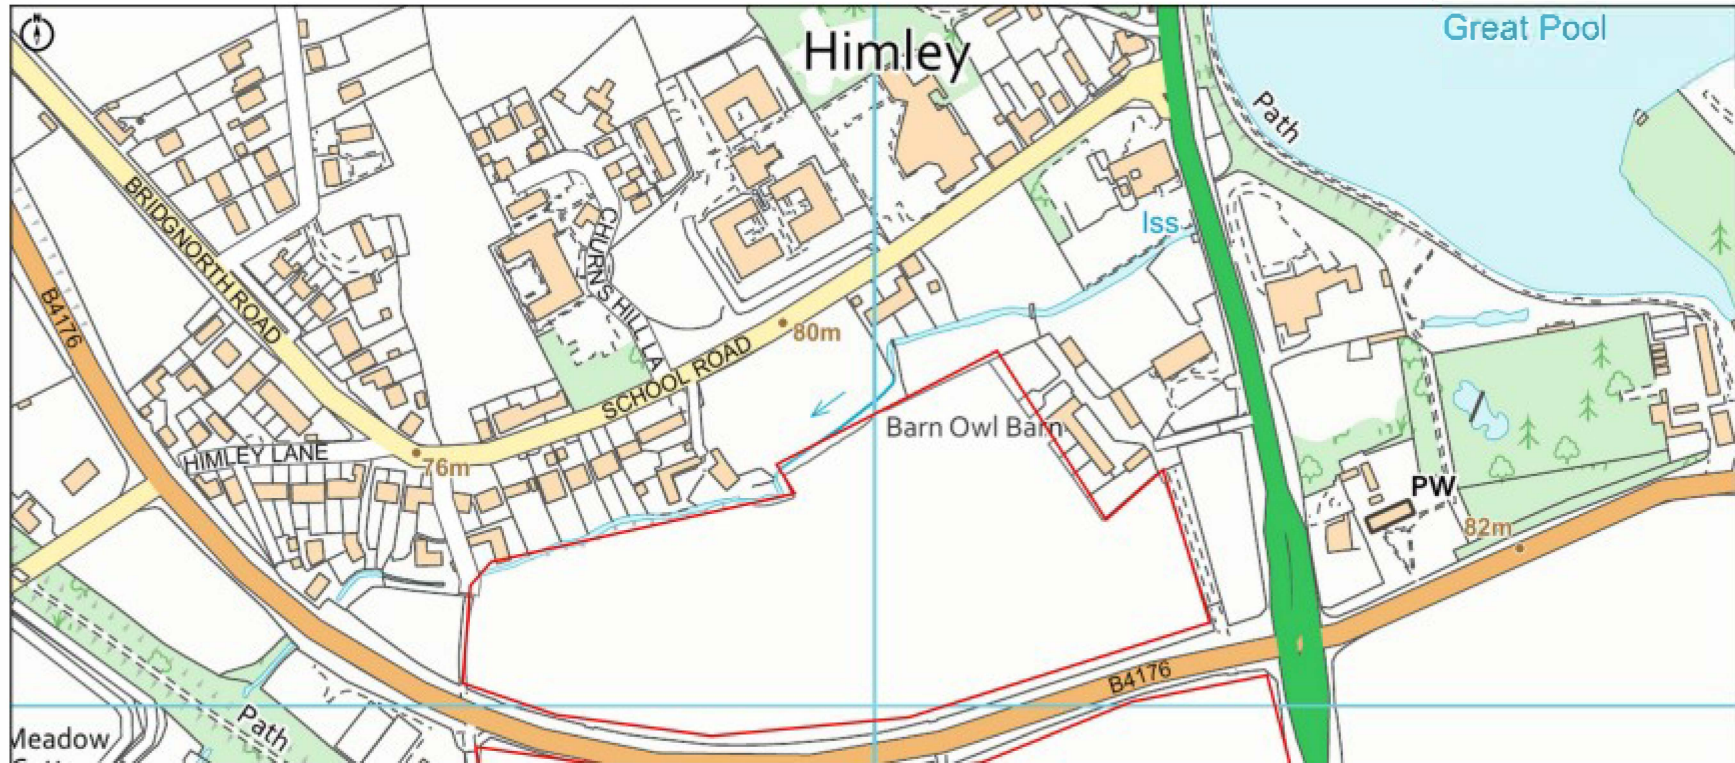 N
Himley
Great Pool
Path
BRIDGNORTH ROAD
Iss
CHURNS HILL LA
B4176
80m
SCHOOL ROAD
Barn Owl Barn
HIMLEY LANE
76m
PW
82m
B4176
Path
Meadow